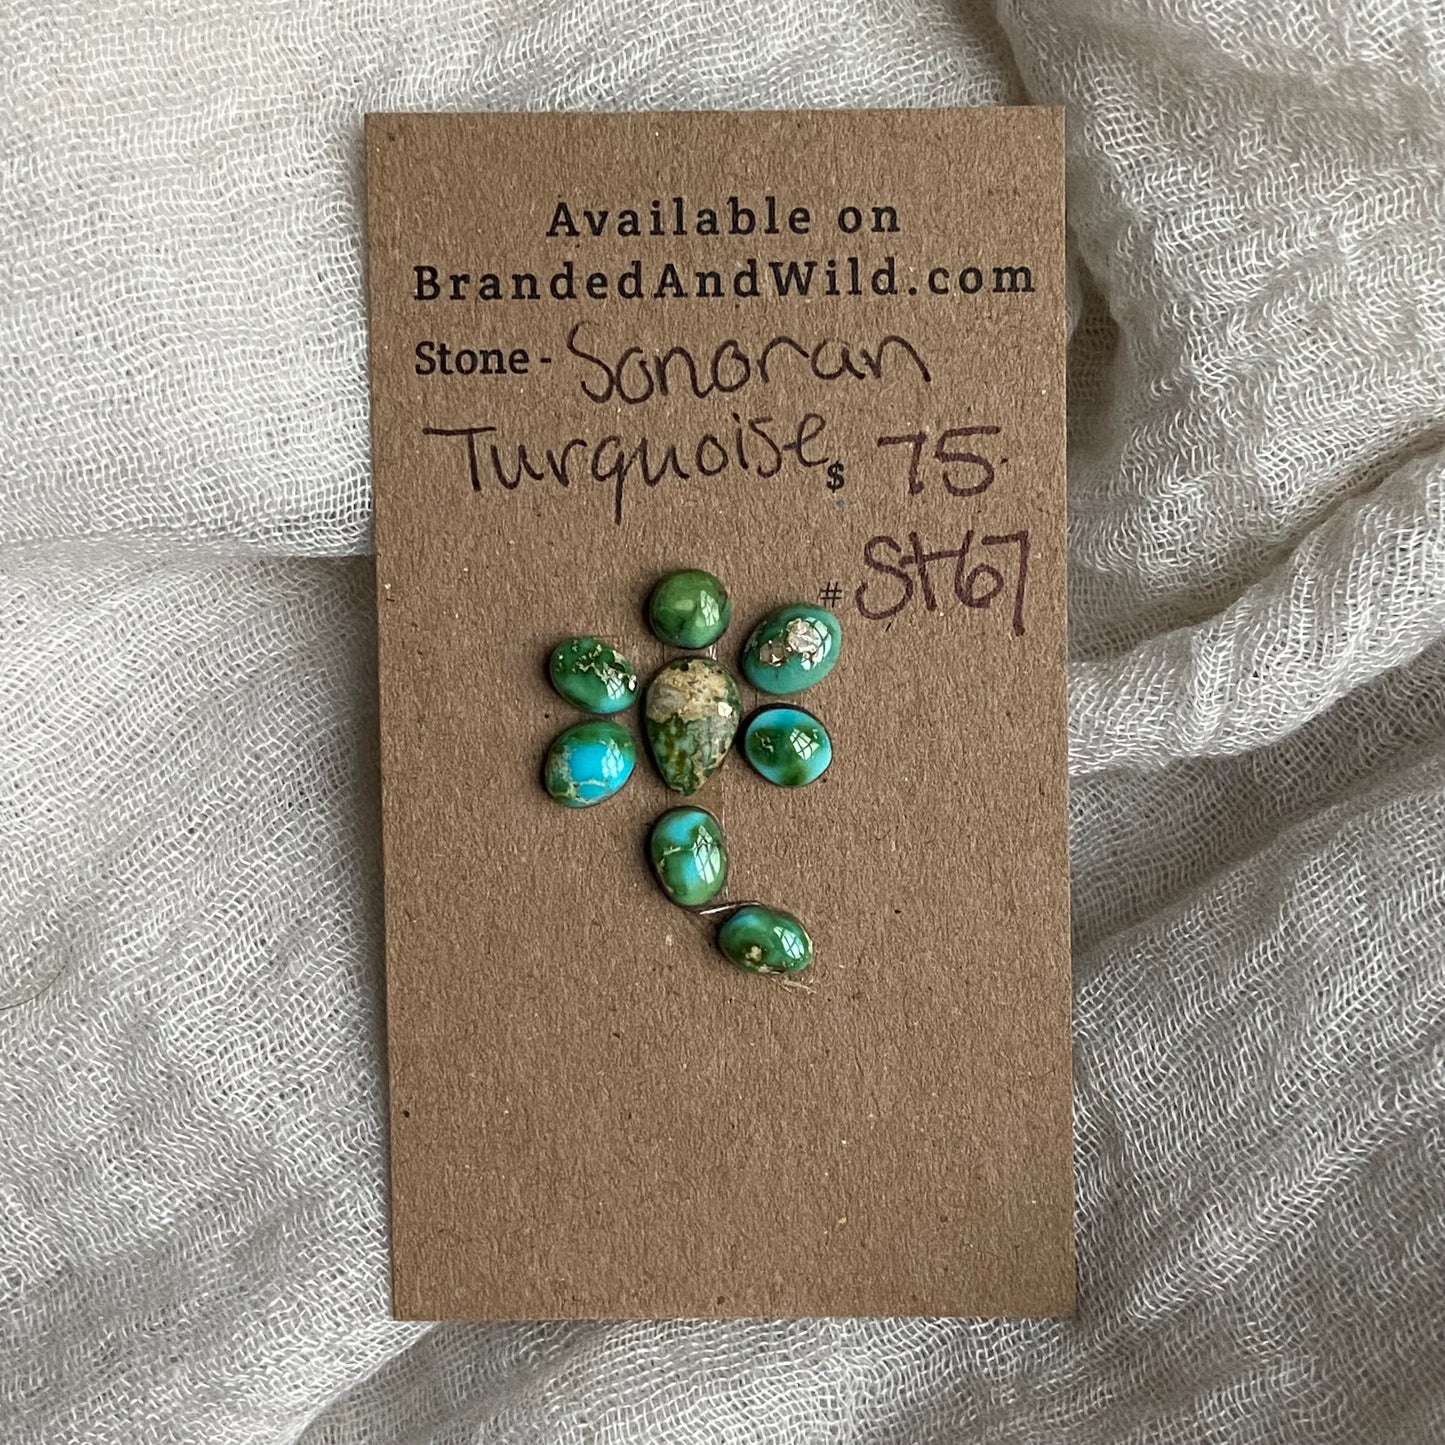 Available on
BrandedAndWild.com
Stone - Sonoran
Turquoise $ 75.
# St67